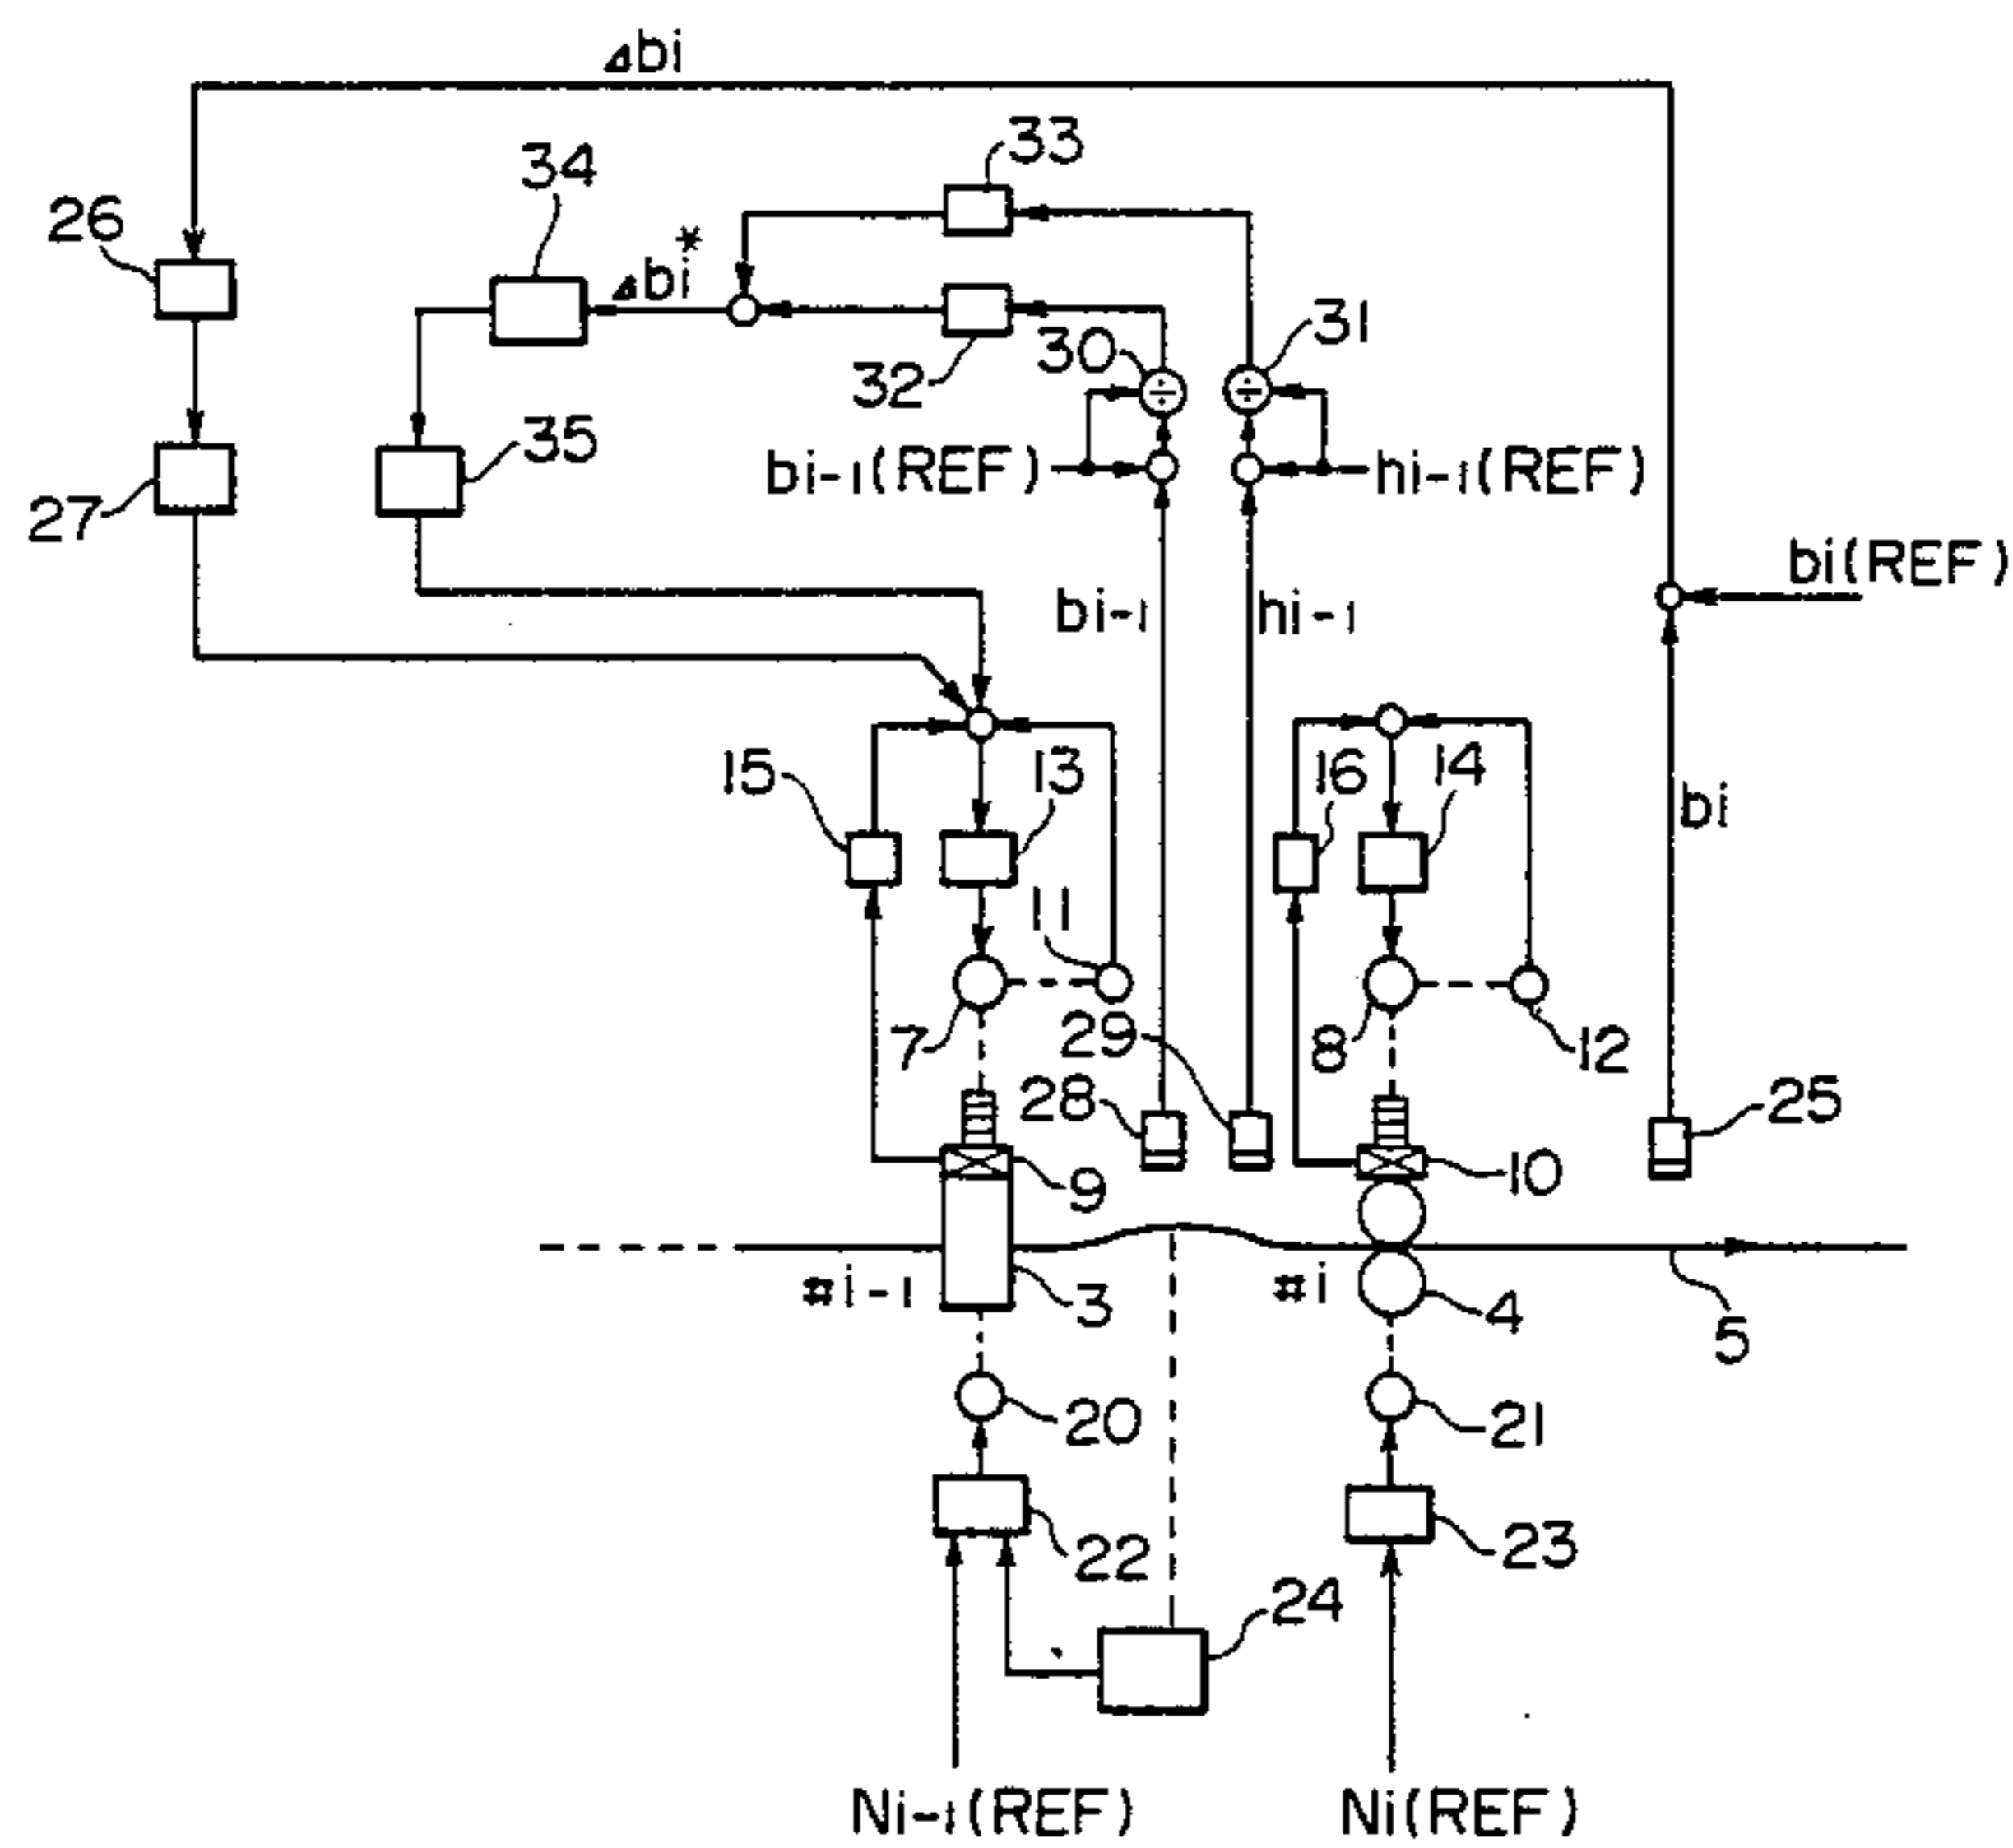 ⊿bi
33
34
26
⊿bi*
31
30
32
35
bi-1(REF)
hi-1(REF)
27
bi(REF)
bi-1
hi-1
15
13
16
14
bi
11
7
29
8
12
28
25
9
10
#i-1
3
#i
4
5
20
21
22
23
24
Ni-1(REF)
Ni(REF)